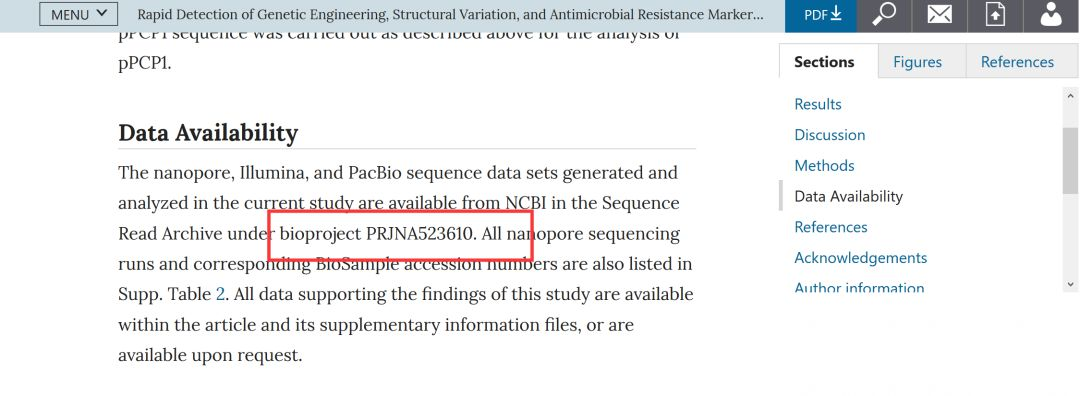 MENU
Rapid Detection of Genetic Engineering, Structural Variation, and Antimicrobial Resistance Marker...
PDF
pPCP1 sequence was carried out as described above for the analysis of
pPCP1.
Data Availability
The nanopore, Illumina, and PacBio sequence data sets generated and
analyzed in the current study are available from NCBI in the Sequence
Read Archive under bioproject PRJNA523610. All nanopore sequencing
runs and corresponding BioSample accession numbers are also listed in
Supp. Table 2. All data supporting the findings of this study are available
within the article and its supplementary information files, or are
available upon request.
Sections
Figures
References
Results
Discussion
Methods
Data Availability
References
Acknowledgements
Author information